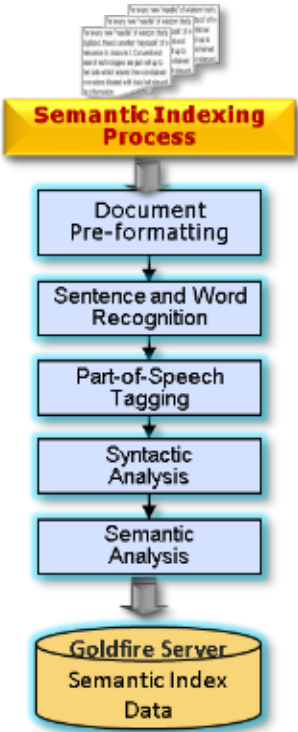 Semantic Indexing
Process
Document
Pre-formatting
Sentence and Word
Recognition
Part-of-Speech
Tagging
Syntactic
Analysis
Semantic
Analysis
Goldfire Server
Semantic Index
Data